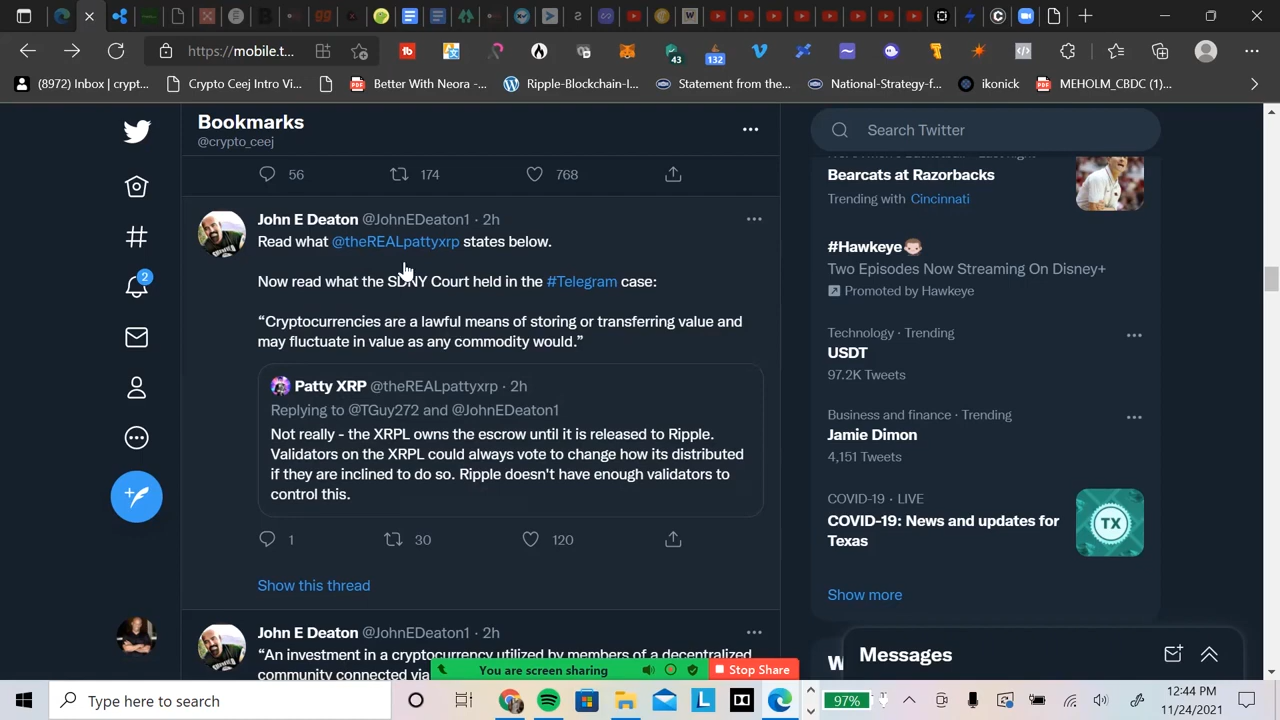 https://mobile.t...
43
132
(8972) Inbox | crypt...
Crypto Ceej Intro Vi...
Better With Neora -...
Ripple-Blockchain-I...
Statement from the...
National-Strategy-f...
ikonick
MEHOLM_CBDC (1)...
Bookmarks
@crypto_ceej
Search Twitter
56
174
768
Bearcats at Razorbacks
Trending with Cincinnati
John E Deaton @JohnEDeaton1 · 2h
Read what @theREALpattyxrp states below.
Now read what the SDNY Court held in the #Telegram case:
“Cryptocurrencies are a lawful means of storing or transferring value and
may fluctuate in value as any commodity would.”
Patty XRP @theREALpattyxrp · 2h
Replying to @TGuy272 and @JohnEDeaton1
Not really - the XRPL owns the escrow until it is released to Ripple.
Validators on the XRPL could always vote to change how its distributed
if they are inclined to do so. Ripple doesn't have enough validators to
control this.
1
30
120
Show this thread
John E Deaton @JohnEDeaton1 · 2h
“An investment in a cryptocurrency utilized by members of a decentralized
community connected via
2
#Hawkeye
Two Episodes Now Streaming On Disney+
Promoted by Hawkeye
Technology · Trending
USDT
97.2K Tweets
Business and finance · Trending
Jamie Dimon
4,151 Tweets
COVID-19 · LIVE
COVID-19: News and updates for
Texas
TX
Show more
W
Messages
You are screen sharing
Stop Share
Type here to search
L
97%
12:44 PM
11/24/2021